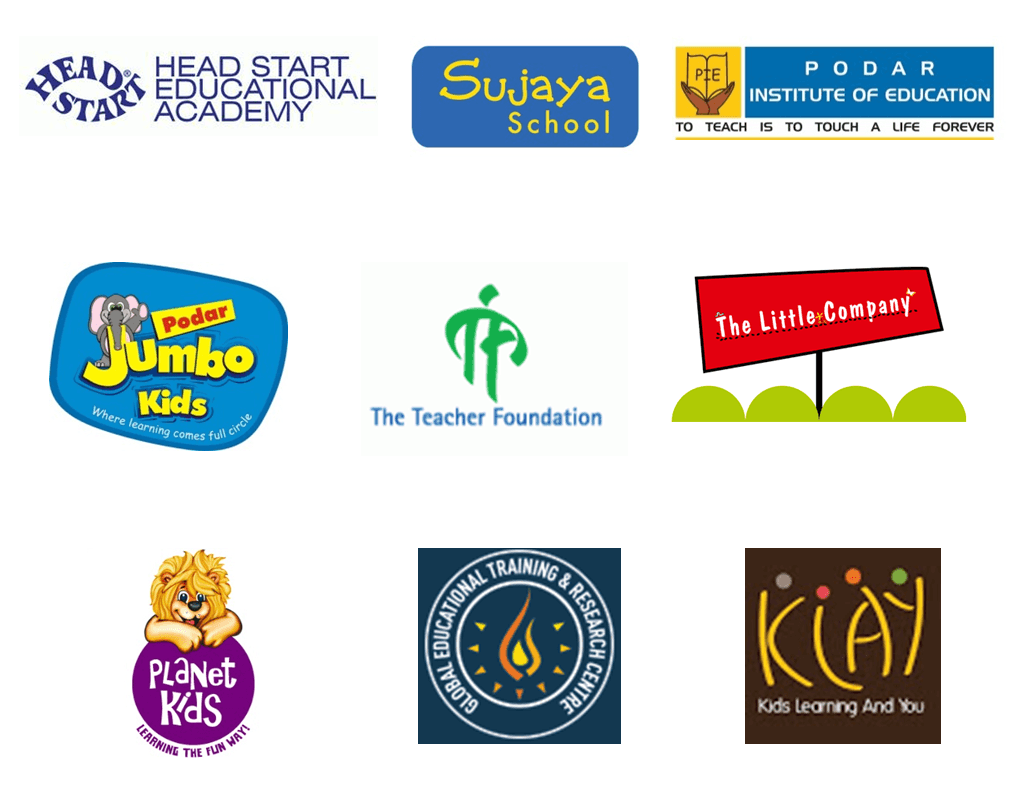 HEAD®
START
HEAD START
EDUCATIONAL
ACADEMY
Sujaya
School
PIE
PODAR
INSTITUTE OF EDUCATION
TO TEACH IS TO TOUCH A LIFE FOREVER
Podar
Jumbo
Kids
Where learning comes full circle
TF
The Teacher Foundation
The Little Company
PLaNet
KidS
LEARNING THE FUN WAY!
GLOBAL EDUCATIONAL TRAINING & RESEARCH CENTRE
KLAY
Kids Learning And You